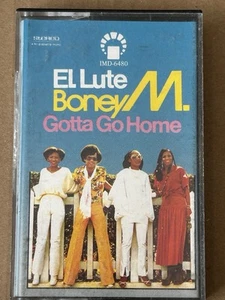 IMD-6480
El Lute
Boney M.
Gotta Go Home